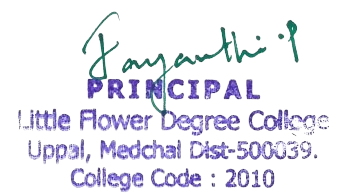 Jayanthi.P
PRINCIPAL
Little Flower Degree College
Uppal, Medchal Dist-500039.
College Code : 2010